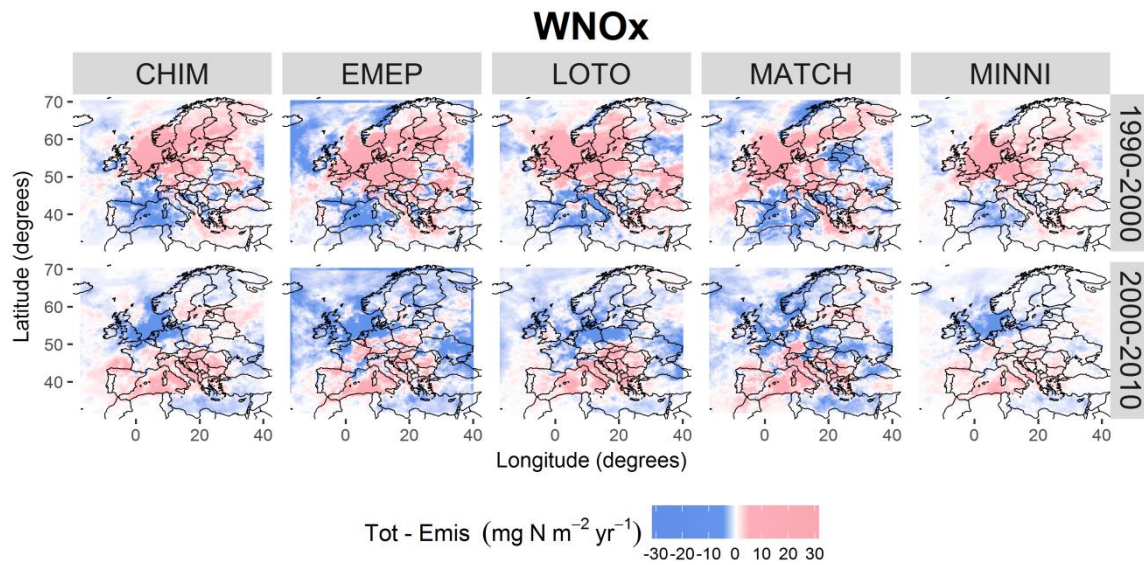 WNOx
CHIM EMEP LOTO MATCH MINNI
70
60
50
40
1990-2000
70
60
50
40
2000-2010
Latitude (degrees)
0 20 40 0 20 40 0 20 40 0 20 40 0 20 40
Longitude (degrees)
Tot - Emis (mg N m⁻² yr⁻¹)
-30 -20 -10 0 10 20 30